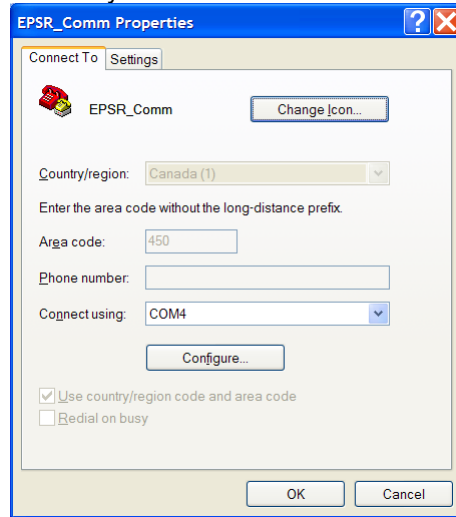 EPSR_Comm Properties
Connect To Settings
EPSR_Comm Change Icon...
Country/region: Canada (1)
Enter the area code without the long-distance prefix.
Area code: 450
Phone number:
Connect using: COM4
Configure...
Use country/region code and area code
Redial on busy
OK Cancel